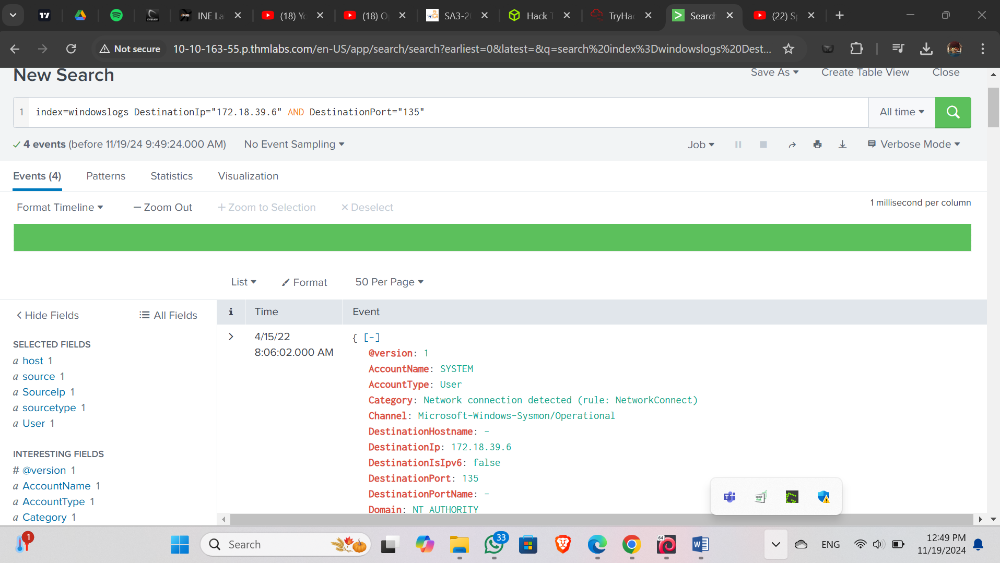 INE La
(18) Yo
(18) O
SA3-20
Hack T
TryHac
Search
(22) S
Not secure
10-10-163-55.p.thmlabs.com/en-US/app/search/search?earliest=0&latest=&q=search%20index%3Dwindowslogs%20Dest...
New Search
Save As
Create Table View
Close
1
index=windowslogs DestinationIp="172.18.39.6" AND DestinationPort="135"
All time
4 events (before 11/19/24 9:49:24.000 AM)
No Event Sampling
Job
Verbose Mode
Events (4)
Patterns
Statistics
Visualization
Format Timeline
— Zoom Out
+ Zoom to Selection
× Deselect
1 millisecond per column
List
Format
50 Per Page
Hide Fields
All Fields
i
Time
Event
SELECTED FIELDS
a host 1
a source 1
a SourceIp 1
a sourcetype 1
a User 1
INTERESTING FIELDS
# @version 1
a AccountName 1
a AccountType 1
a Category 1
4/15/22
8:06:02.000 AM
{ [-]
@version: 1
AccountName: SYSTEM
AccountType: User
Category: Network connection detected (rule: NetworkConnect)
Channel: Microsoft-Windows-Sysmon/Operational
DestinationHostname: -
DestinationIp: 172.18.39.6
DestinationIsIpv6: false
DestinationPort: 135
DestinationPortName: -
Domain: NT AUTHORITY
1
Search
33
64
ENG
12:49 PM
11/19/2024